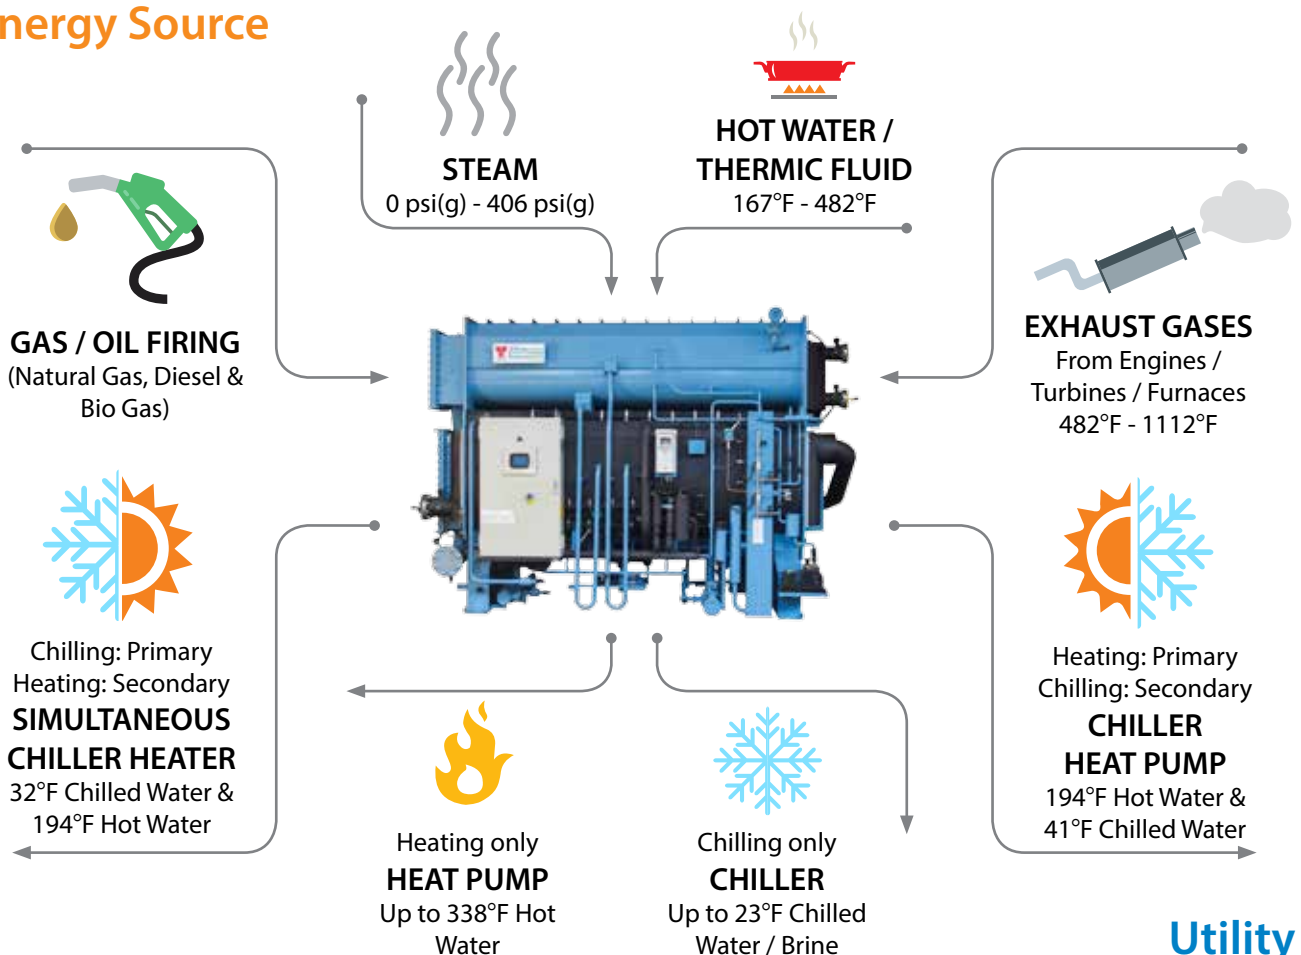 nergy Source
STEAM
0 psi(g) - 406 psi(g)
HOT WATER /
THERMIC FLUID
167°F - 482°F
GAS / OIL FIRING
(Natural Gas, Diesel &
Bio Gas)
EXHAUST GASES
From Engines /
Turbines / Furnaces
482°F - 1112°F
Chilling: Primary
Heating: Secondary
SIMULTANEOUS
CHILLER HEATER
32°F Chilled Water &
194°F Hot Water
Heating only
HEAT PUMP
Up to 338°F Hot
Water
Chilling only
CHILLER
Up to 23°F Chilled
Water / Brine
Heating: Primary
Chilling: Secondary
CHILLER
HEAT PUMP
194°F Hot Water &
41°F Chilled Water
Utility